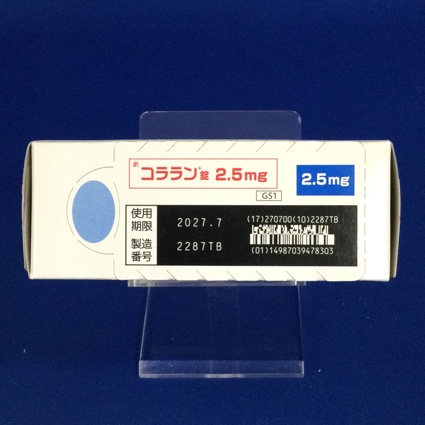 劇 コララン®錠 2.5mg
2.5mg
GS1
使用期限 2027.7
製造番号 2287TB
(17)270700(10)2287TB
(01)14987039478303